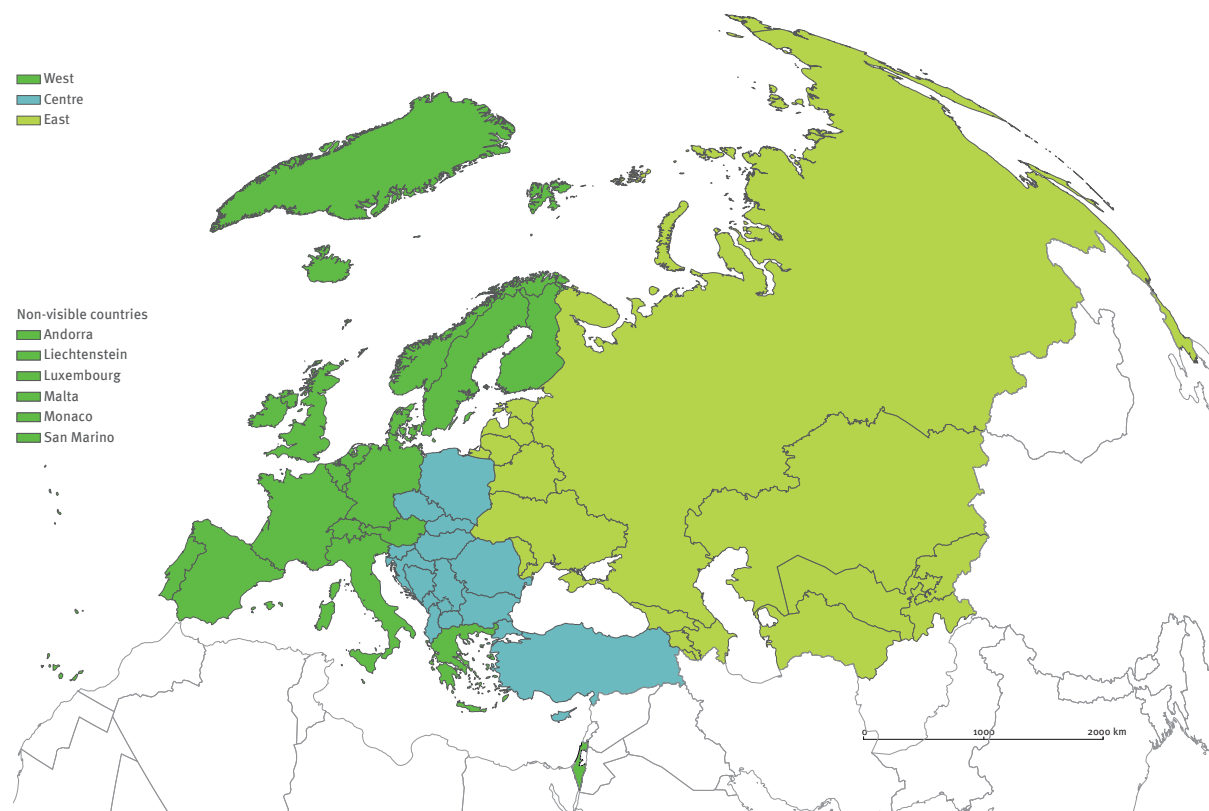 West
Centre
East
Non-visible countries
Andorra
Liechtenstein
Luxembourg
Malta
Monaco
San Marino
0 1000 2000 km